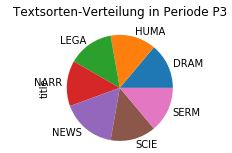 Textsorten-Verteilung in Periode P3
HUMA
LEGA
DRAM
NARR
title
NEWS
SERM
SCIE